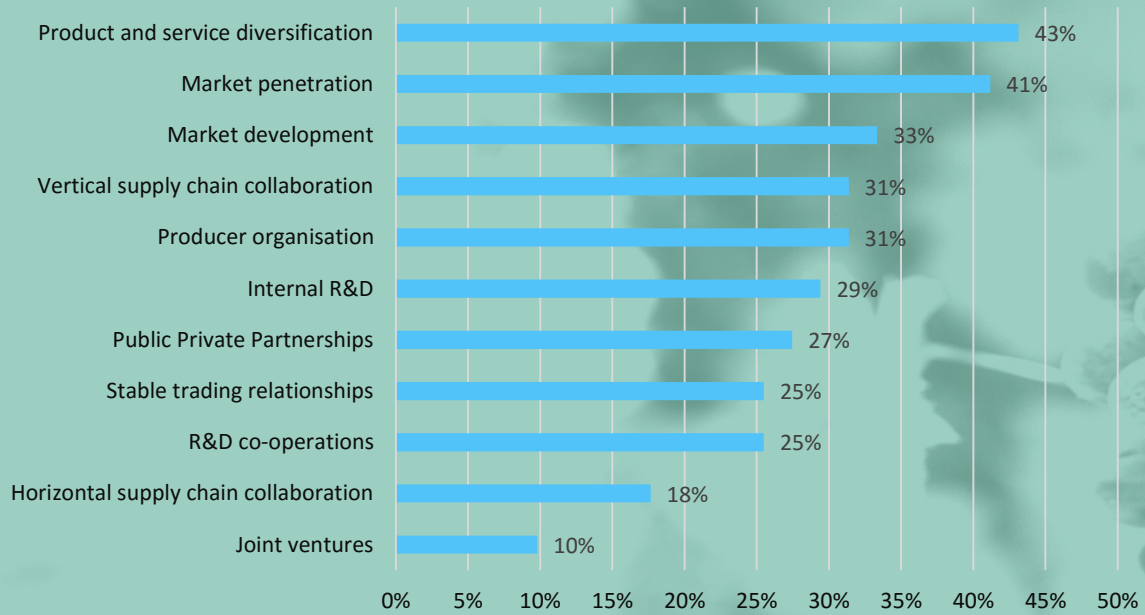 Product and service diversification 43%
Market penetration 41%
Market development 33%
Vertical supply chain collaboration 31%
Producer organisation 31%
Internal R&D 29%
Public Private Partnerships 27%
Stable trading relationships 25%
R&D co-operations 25%
Horizontal supply chain collaboration 18%
Joint ventures 10%
0% 5% 10% 15% 20% 25% 30% 35% 40% 45% 50%